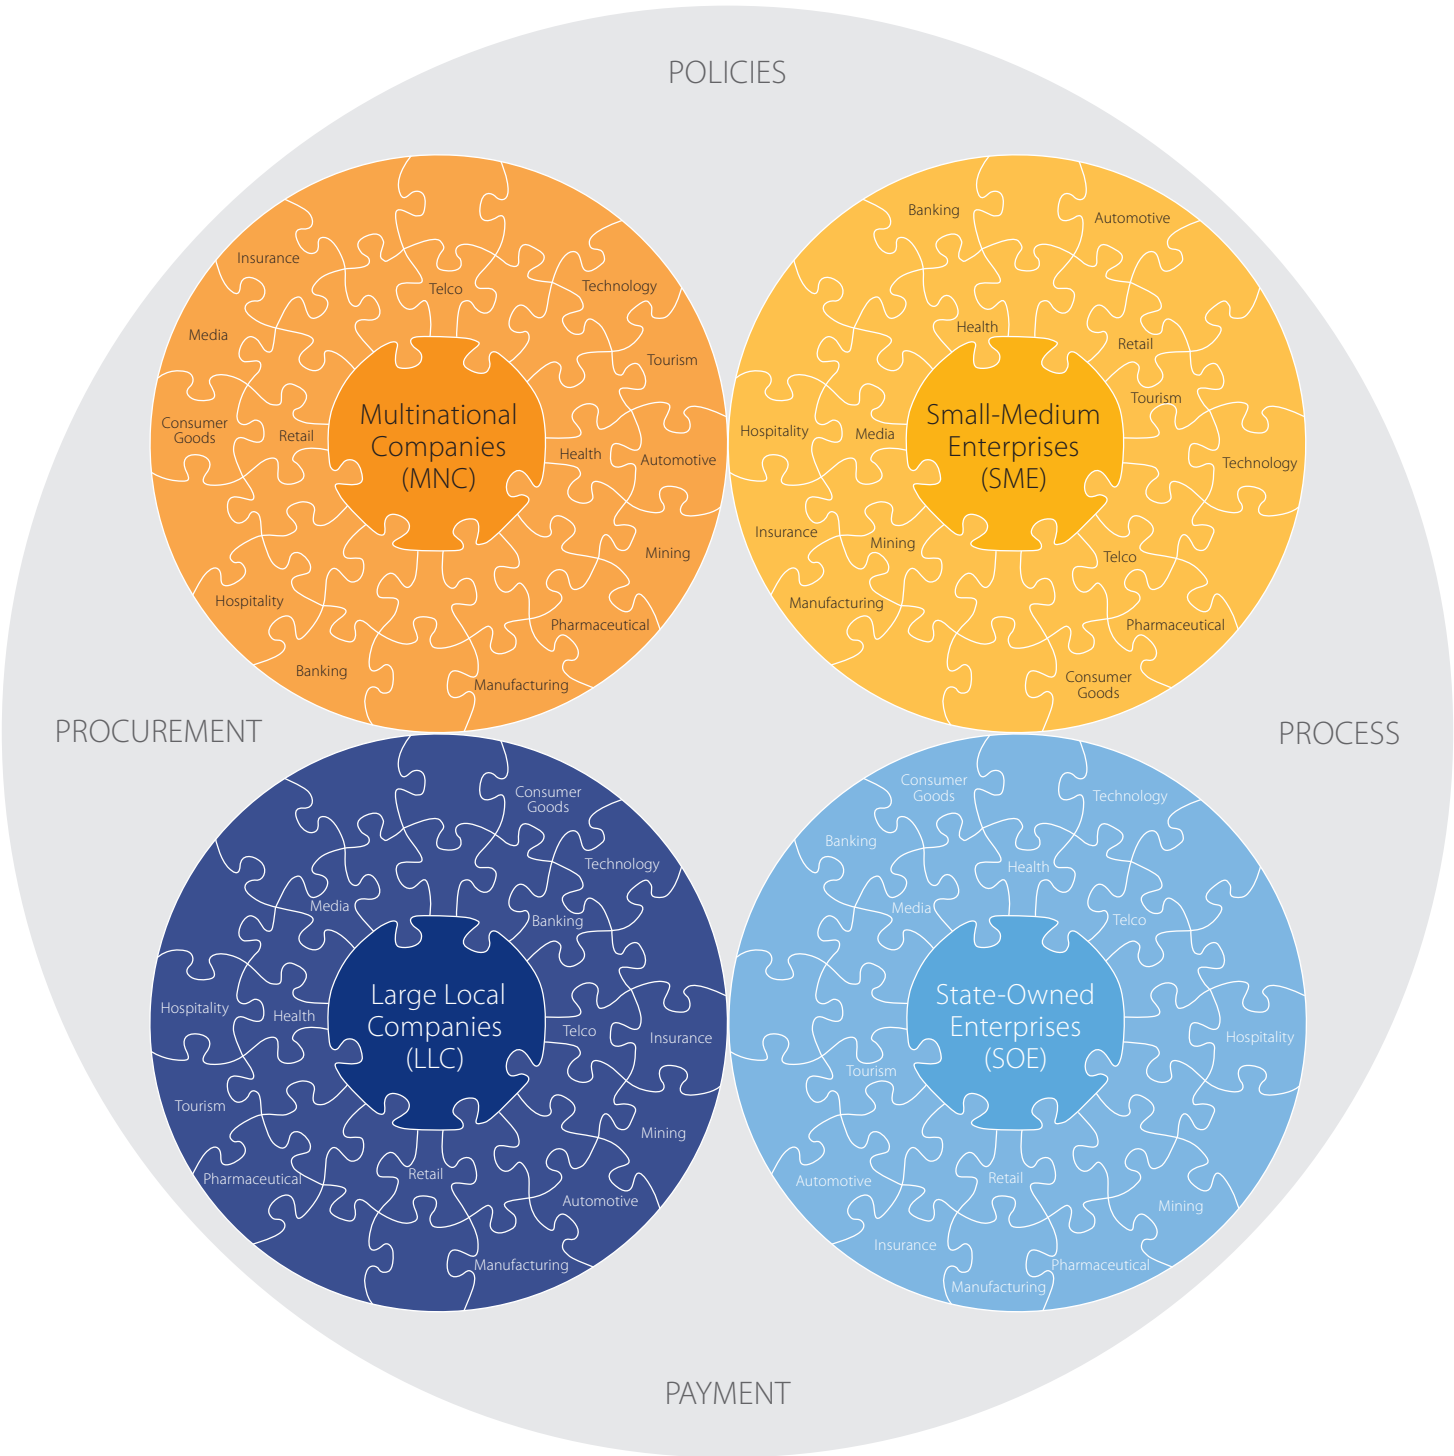 POLICIES
Insurance
Telco
Technology
Media
Tourism
Consumer
Goods
Retail
Multinational
Companies
(MNC)
Health
Automotive
Mining
Hospitality
Pharmaceutical
Banking
Manufacturing
Banking
Automotive
Health
Retail
Tourism
Hospitality
Media
Small-Medium
Enterprises
(SME)
Technology
Insurance
Mining
Telco
Manufacturing
Pharmaceutical
Consumer
Goods
PROCUREMENT
PROCESS
Consumer
Goods
Technology
Media
Banking
Hospitality
Health
Large Local
Companies
(LLC)
Telco
Insurance
Tourism
Mining
Pharmaceutical
Retail
Automotive
Manufacturing
Consumer
Goods
Technology
Banking
Health
Media
Telco
State-Owned
Enterprises
(SOE)
Hospitality
Tourism
Automotive
Retail
Mining
Insurance
Pharmaceutical
Manufacturing
PAYMENT